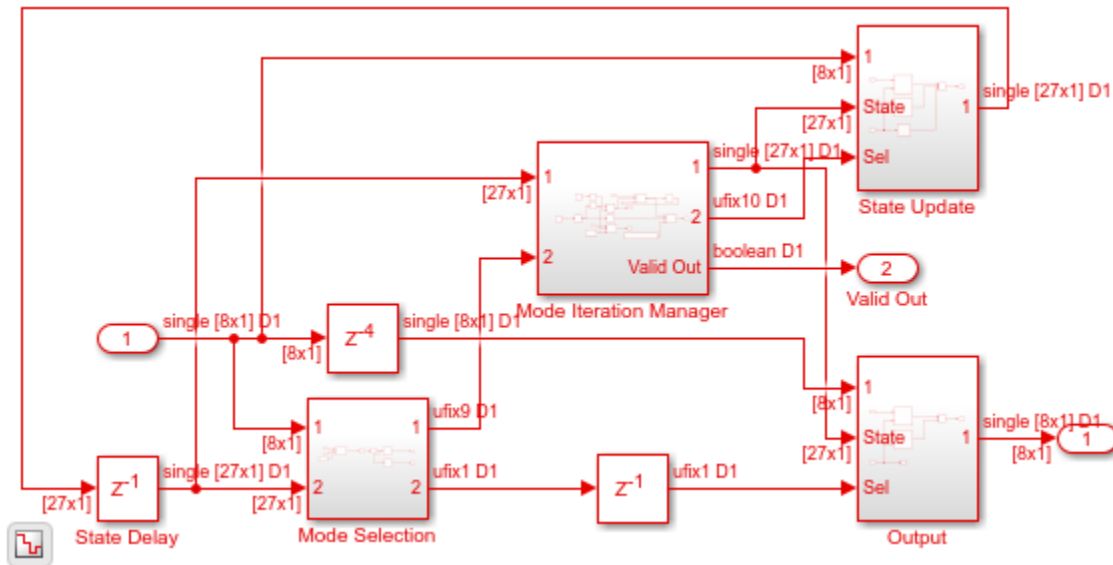 1
[8x1]
State
[27x1]
Sel
1
single [27x1] D1
State Update
1
[27x1]
2
1
single [27x1] D1
2
ufix10 D1
Valid Out
boolean D1
Mode Iteration Manager
2
Valid Out
1
single [8x1] D1
[8x1]
Z-4
single [8x1] D1
1
[8x1]
2
[27x1]
1
ufix9 D1
2
ufix1 D1
Mode Selection
[27x1]
Z-1
single [27x1] D1
State Delay
Z-1
ufix1 D1
1
[8x1]
State
[27x1]
Sel
1
single [8x1] D1
Output
1
[8x1]